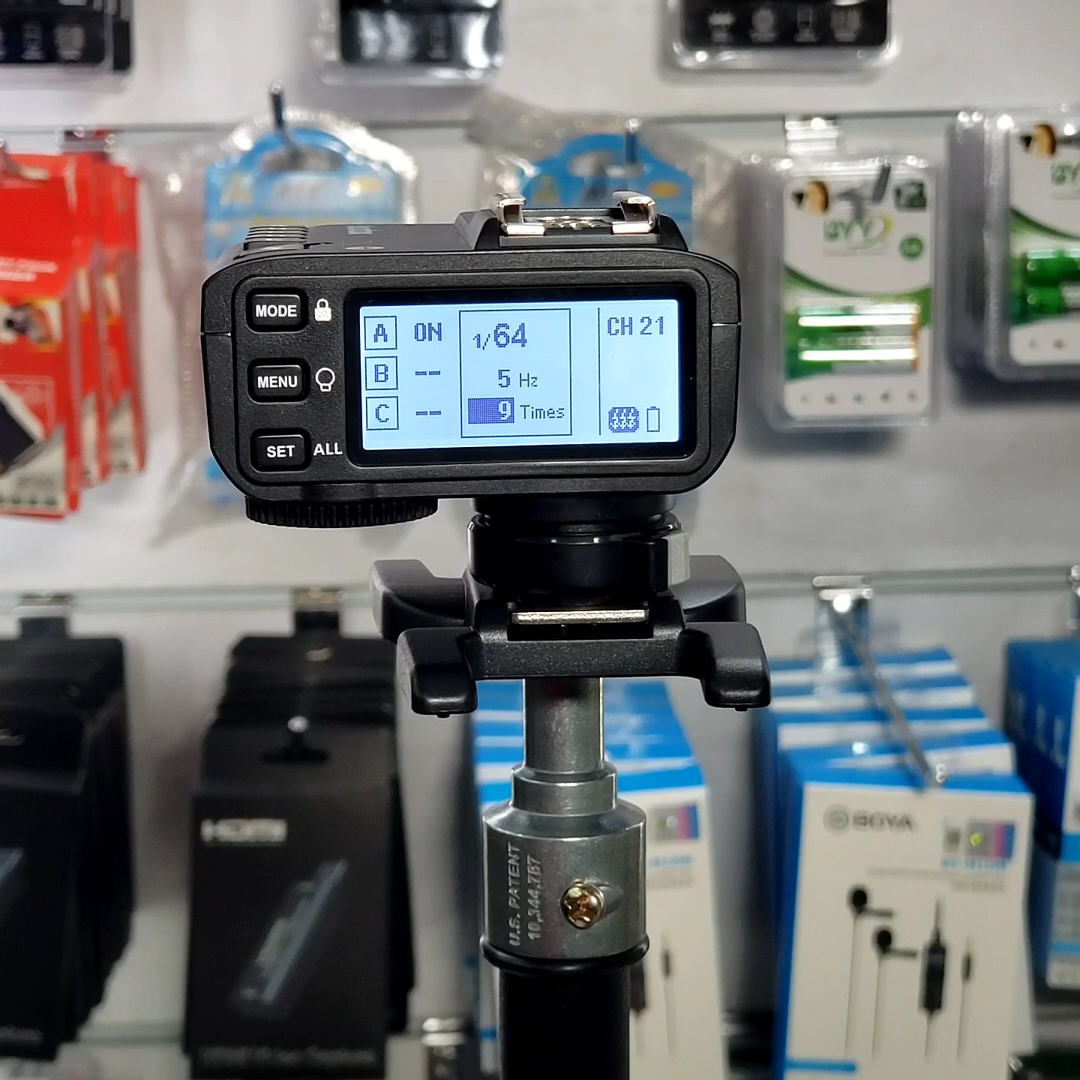 MODE
MENU
SET ALL
A ON
B --
C --
1/64
5 Hz
9 Times
CH 21
U.S. PATENT
10,344,767
HDMI
BOYA